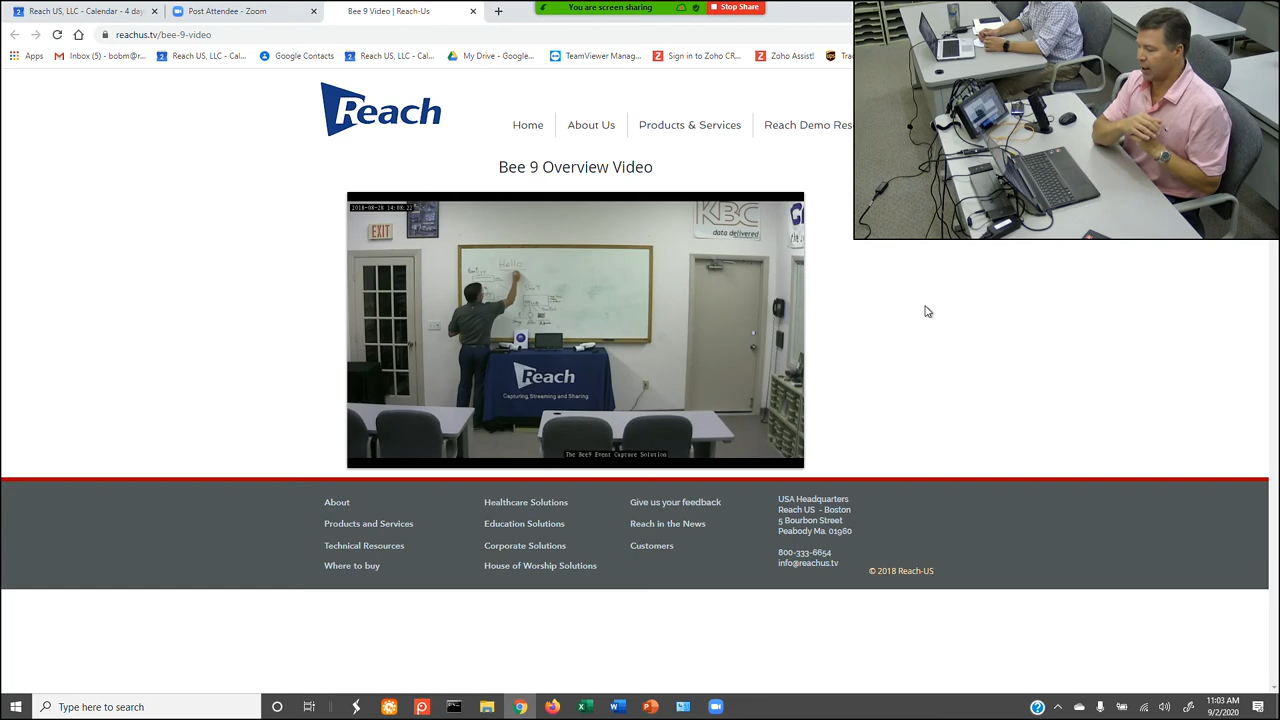 Reach US, LLC - Calendar - 4 day
Post Attendee - Zoom
Bee 9 Video | Reach-Us
You are screen sharing
Stop Share
reachus.tv/bee-9-video
Apps
Reach US, LLC - Cal...
Google Contacts
Reach US, LLC - Cal...
My Drive - Google...
TeamViewer Manag...
Sign in to Zoho CR...
Zoho Assist!
Reach
Home
About Us
Products & Services
Reach Demo Res
Bee 9 Overview Video
2018-08-28 14:08:22
EXIT
KBC
data delivered
Hello
Reach
Capturing, Streaming and Sharing
The Bee9 Event Capture Solution
About
Products and Services
Technical Resources
Where to buy
Healthcare Solutions
Education Solutions
Corporate Solutions
House of Worship Solutions
Give us your feedback
Reach in the News
Customers
USA Headquarters
Reach US - Boston
5 Bourbon Street
Peabody Ma. 01960
800-333-6654
info@reachus.tv
© 2018 Reach-US
Type here to search
11:03 AM
9/2/2020